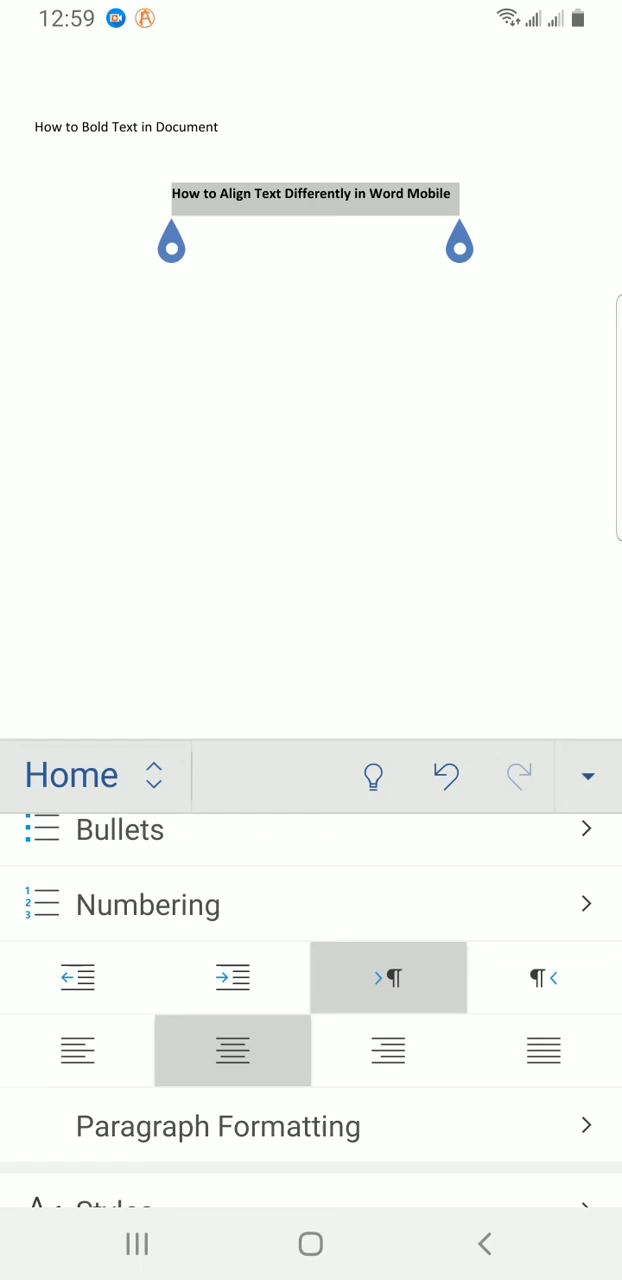 12:59
How to Bold Text in Document
How to Align Text Differently in Word Mobile
Home
Bullets
Numbering
Paragraph Formatting
Styles